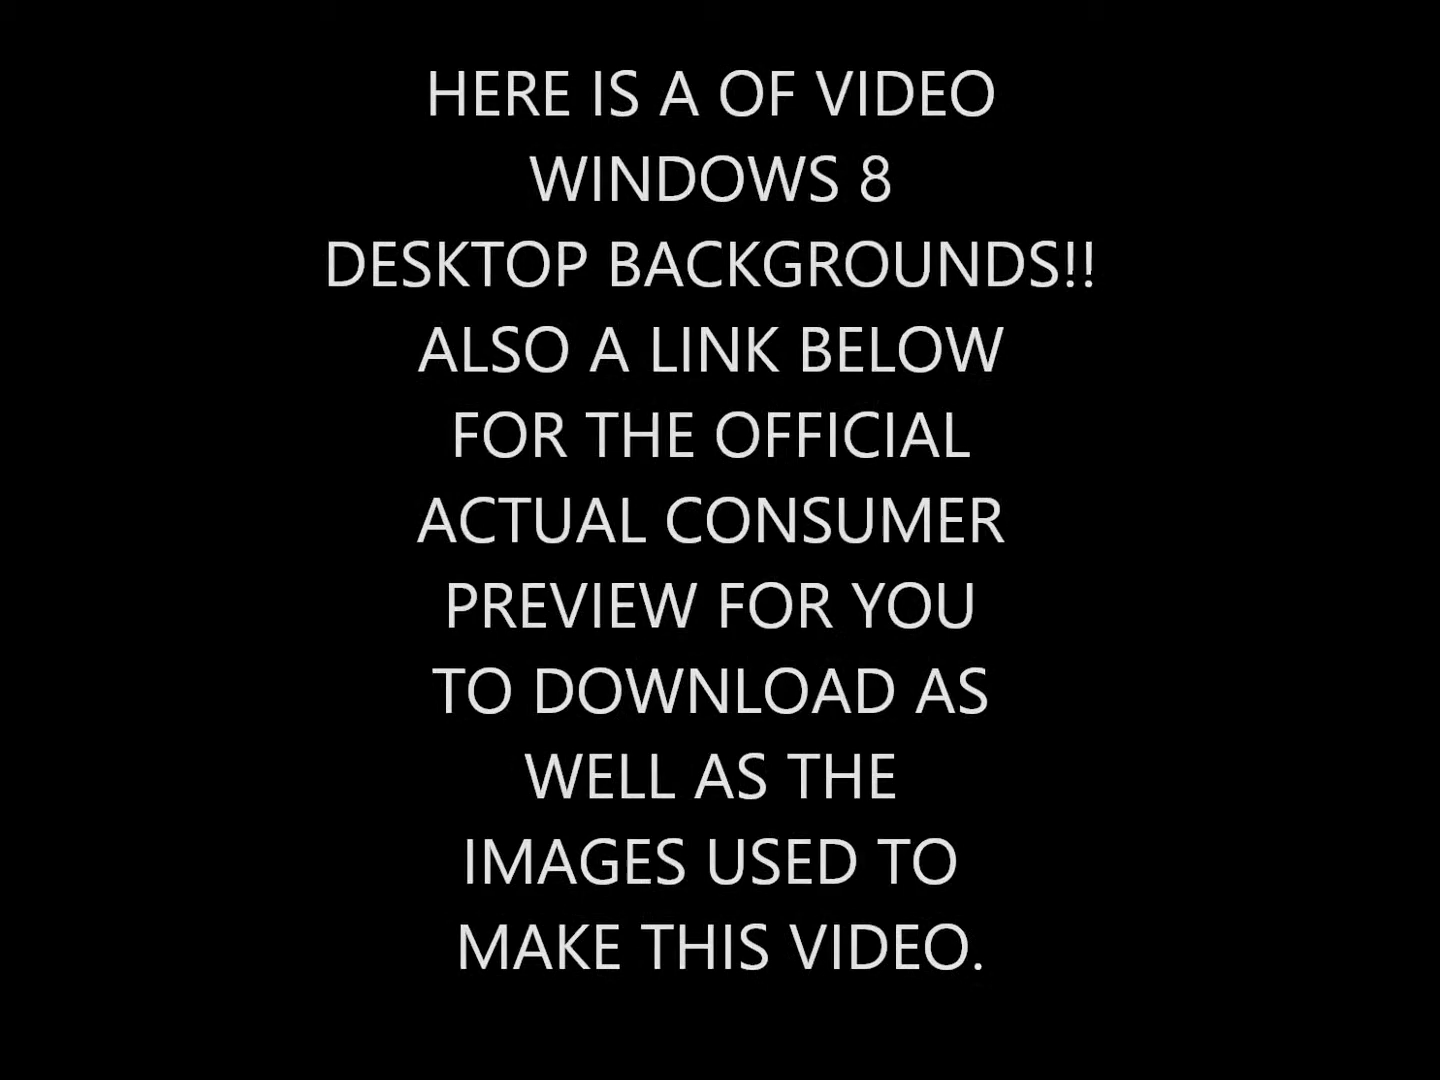 HERE IS A OF VIDEO
WINDOWS 8
DESKTOP BACKGROUNDS!!
ALSO A LINK BELOW
FOR THE OFFICIAL
ACTUAL CONSUMER
PREVIEW FOR YOU
TO DOWNLOAD AS
WELL AS THE
IMAGES USED TO
MAKE THIS VIDEO.